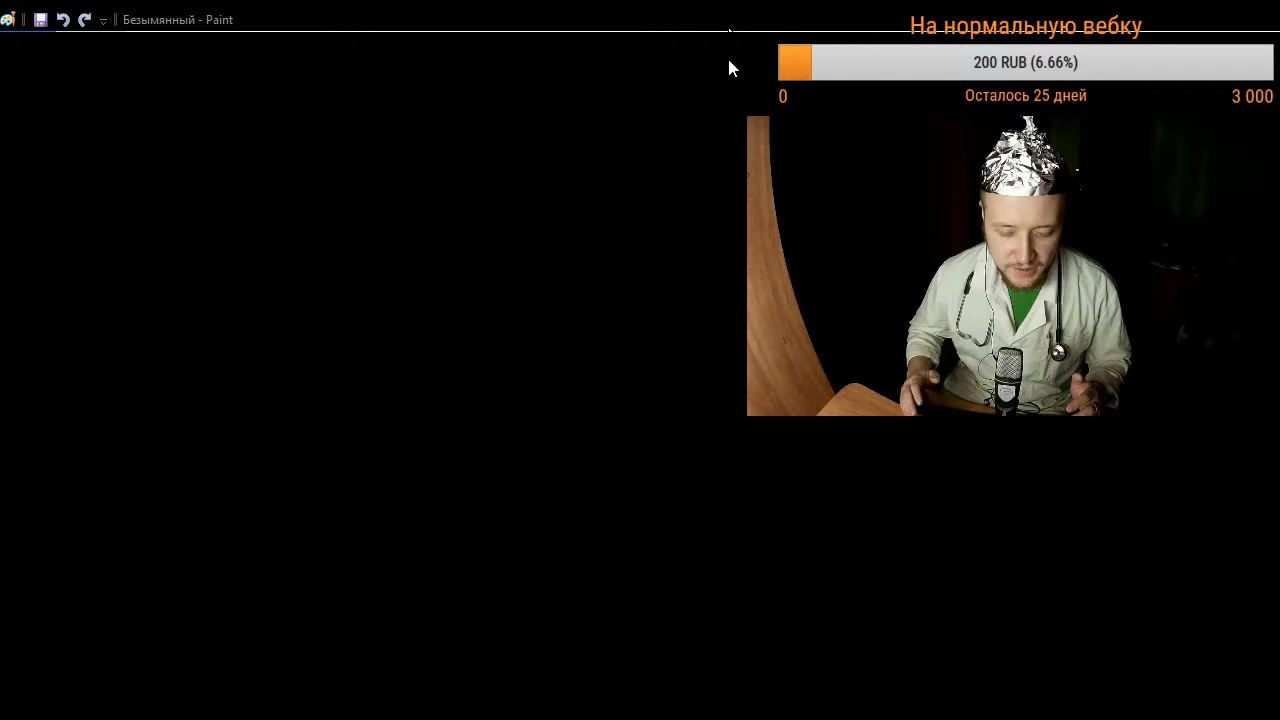 Безымянный - Paint
На нормальную вебку
200 RUB (6.66%)
0
Осталось 25 дней
3 000